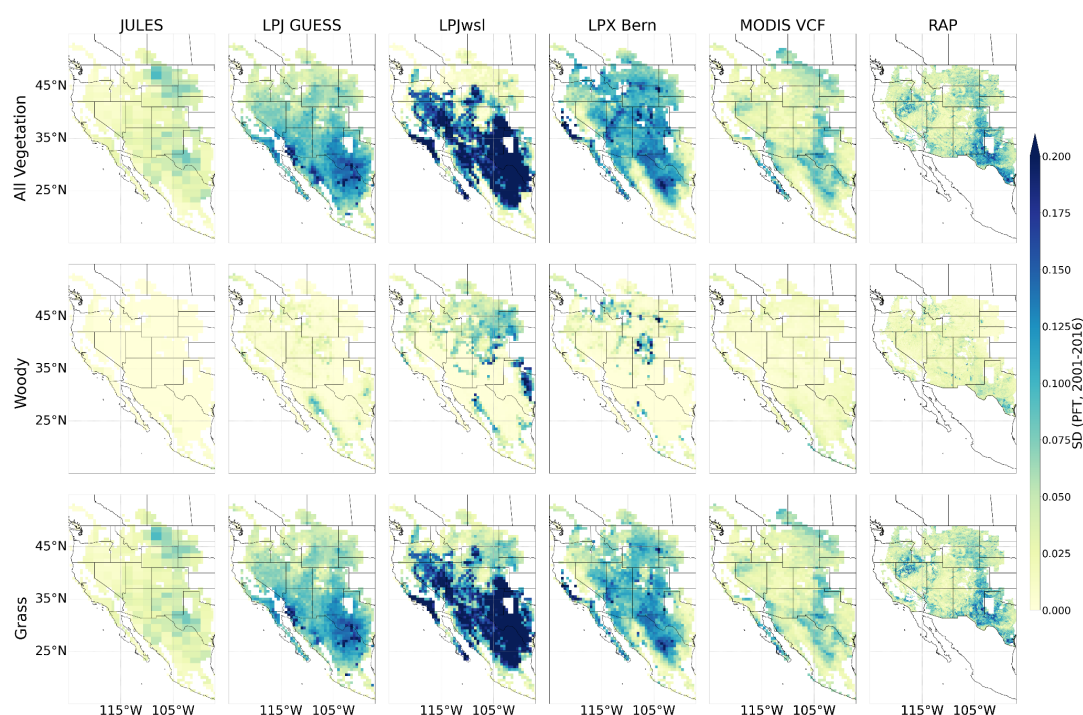 JULES LPJ GUESS LPJwsl LPX Bern MODIS VCF RAP
All Vegetation
45°N
35°N
25°N
Woody
45°N
35°N
25°N
Grass
45°N
35°N
25°N
115°W 105°W 115°W 105°W 115°W 105°W 115°W 105°W 115°W 105°W 115°W 105°W
0.200
0.175
0.150
0.125
0.100
0.075
0.050
0.025
0.000
SD (PFT, 2001-2016)